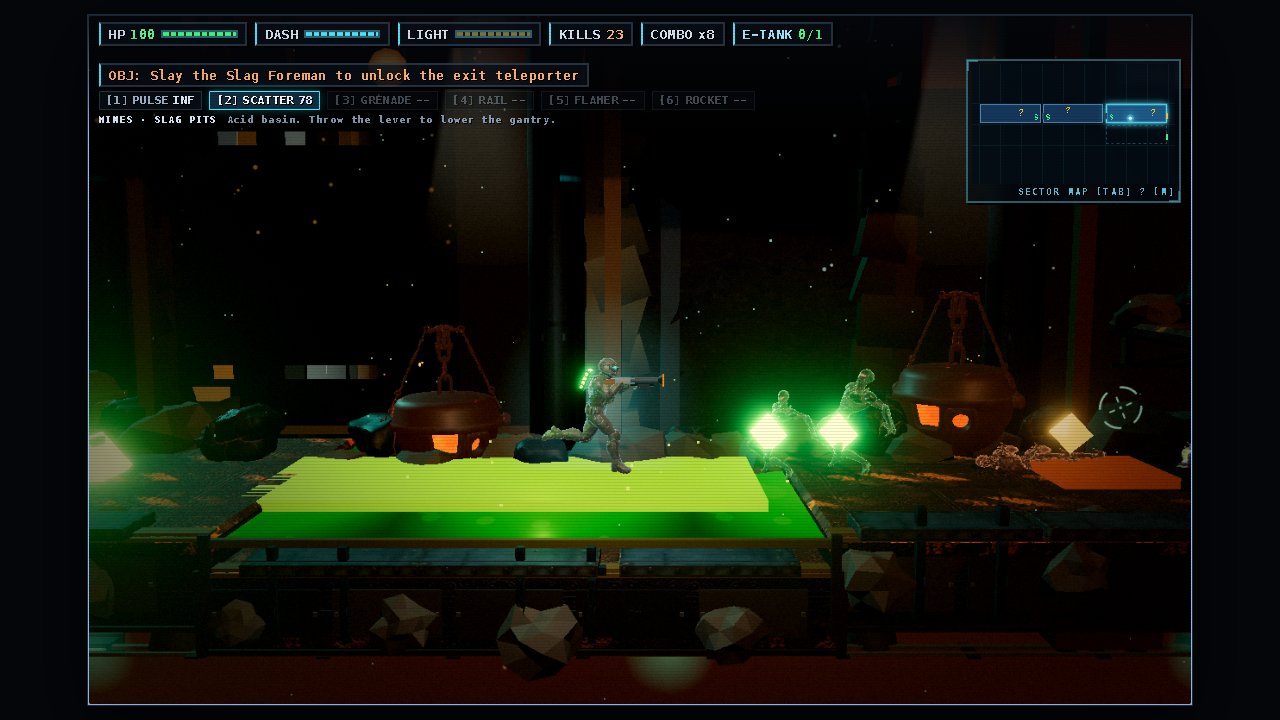 HP 100 DASH LIGHT KILLS 23 COMBO x8 E-TANK 0/1
OBJ: Slay the Slag Foreman to unlock the exit teleporter
[1] PULSE INF [2] SCATTER 78 [3] GRENADE -- [4] RAIL -- [5] FLAMER -- [6] ROCKET --
MINES · SLAG PITS Acid basin. Throw the lever to lower the gantry.
? S S ? S ?
SECTOR MAP [TAB] ? [M]